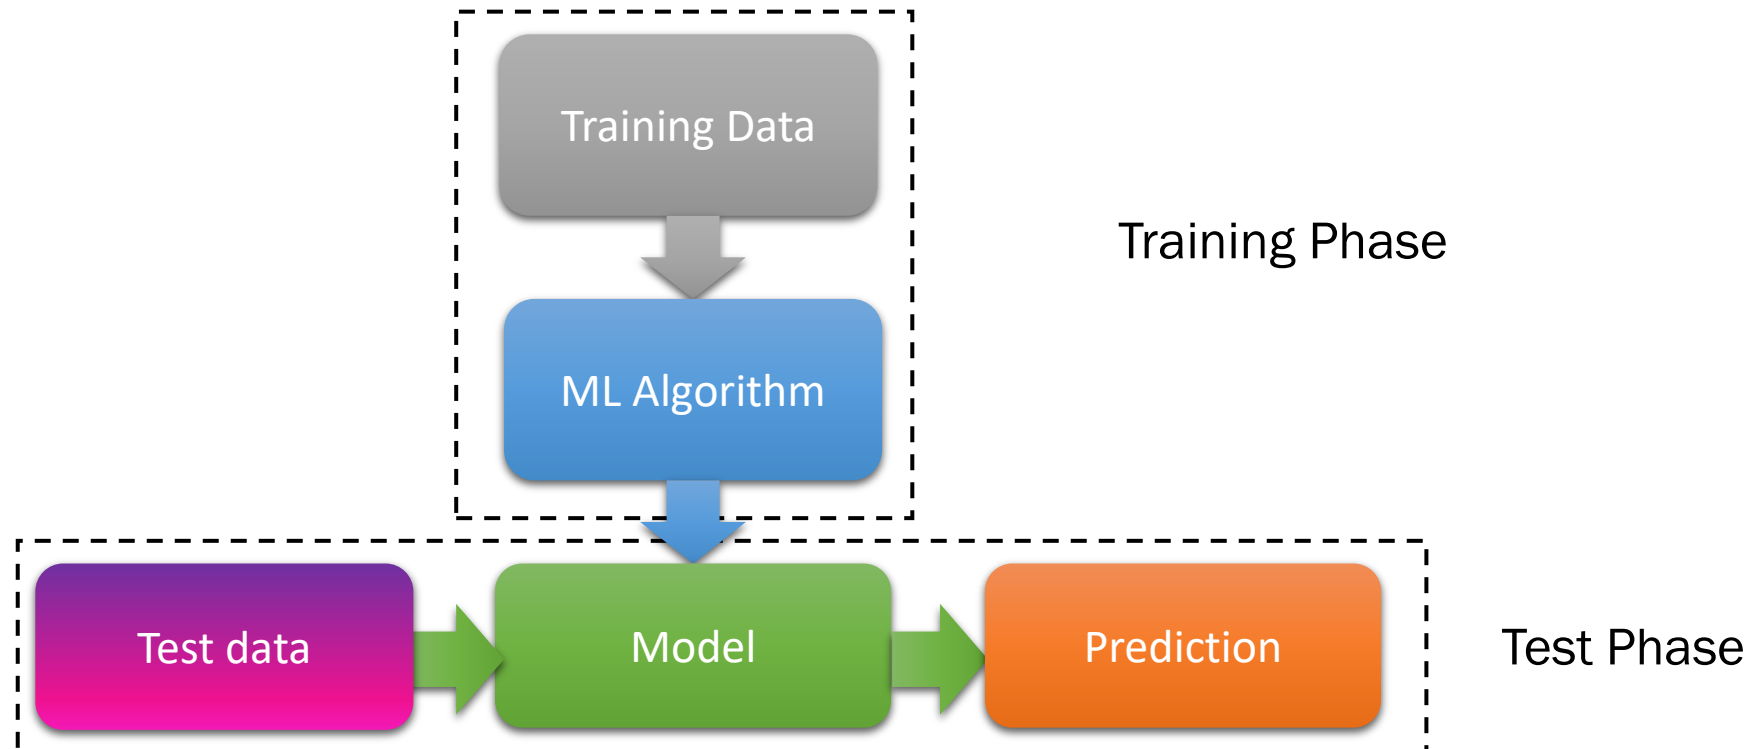 Training Data
Training Phase
ML Algorithm
Test data
Model
Prediction
Test Phase